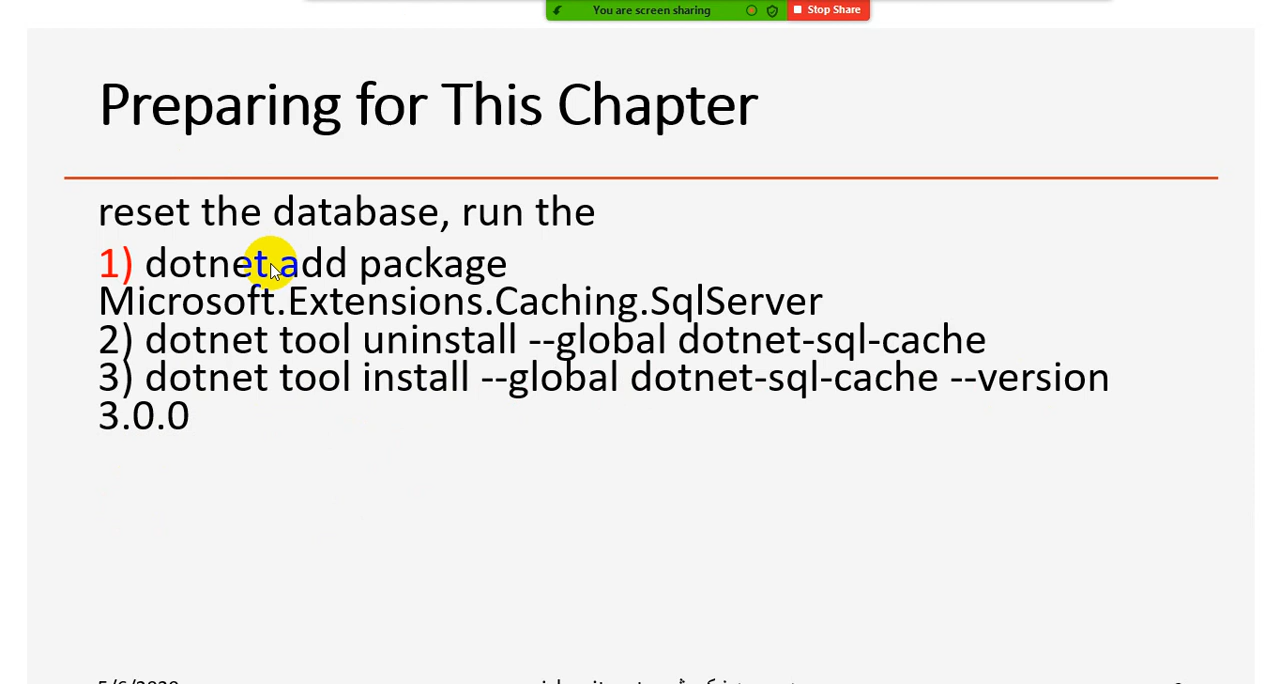 You are screen sharing
Stop Share
Preparing for This Chapter
reset the database, run the
1) dotnet add package
Microsoft.Extensions.Caching.SqlServer
2) dotnet tool uninstall --global dotnet-sql-cache
3) dotnet tool install --global dotnet-sql-cache --version
3.0.0